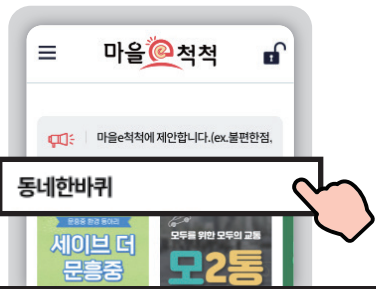 마을e척척
마을e척척에 제안합니다.(ex.불편한점,
동네한바퀴
문흥중 환경 동아리
세이브 더
문흥중
모두를 위한 모두의 교통
모2통